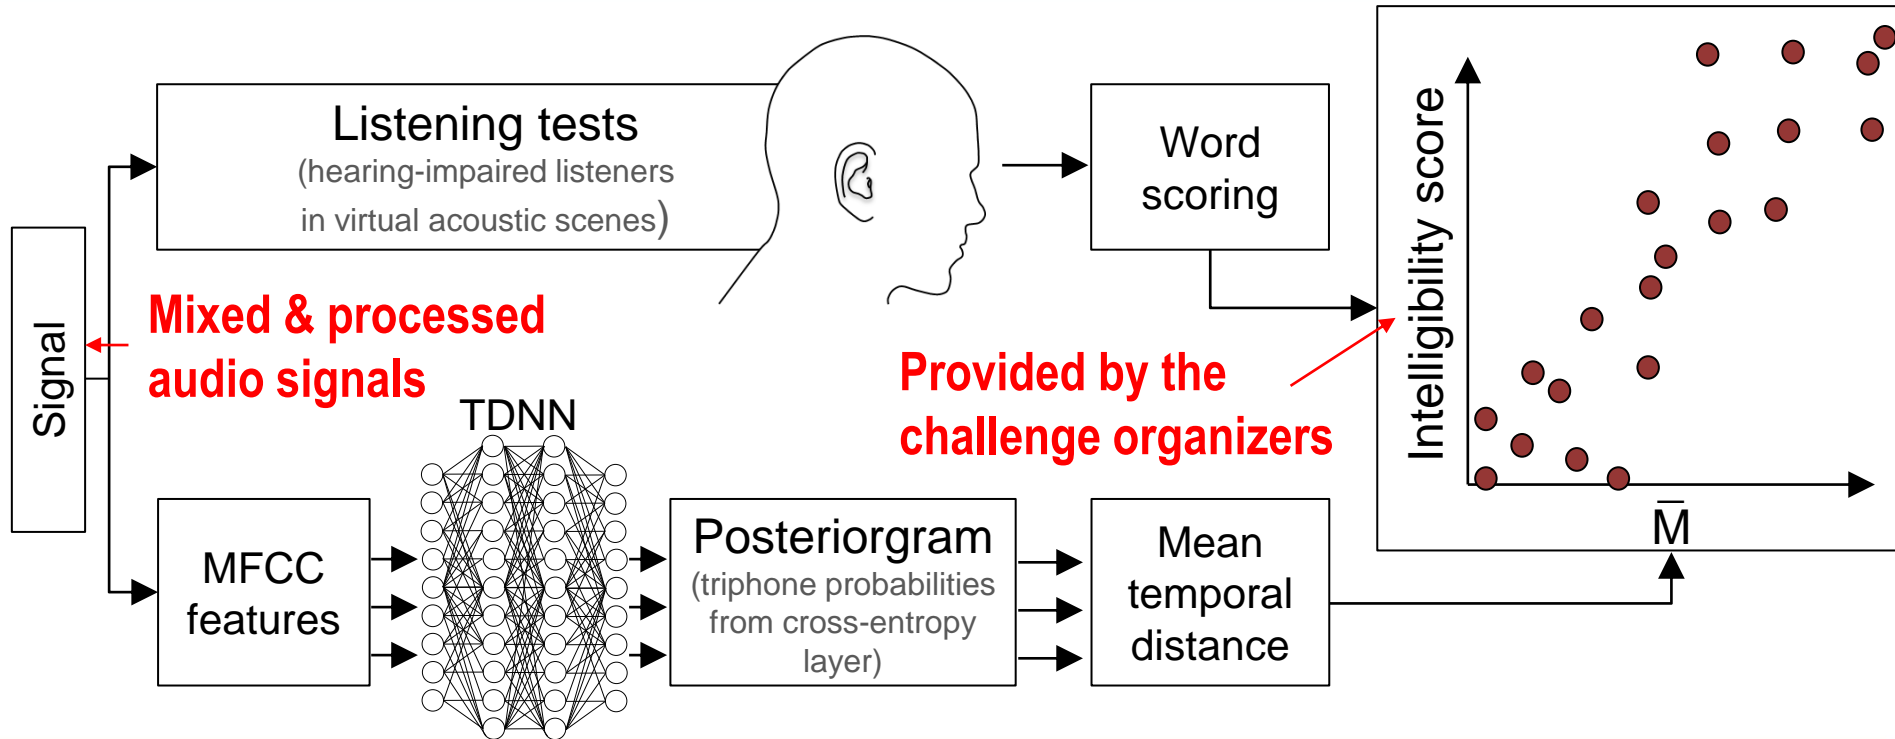 Signal
Listening tests
(hearing-impaired listeners
in virtual acoustic scenes)
Word
scoring
Mixed & processed
audio signals
Provided by the
challenge organizers
TDNN
MFCC
features
Posteriorgram
(triphone probabilities
from cross-entropy
layer)
Mean
temporal
distance
Intelligibility score
M̅